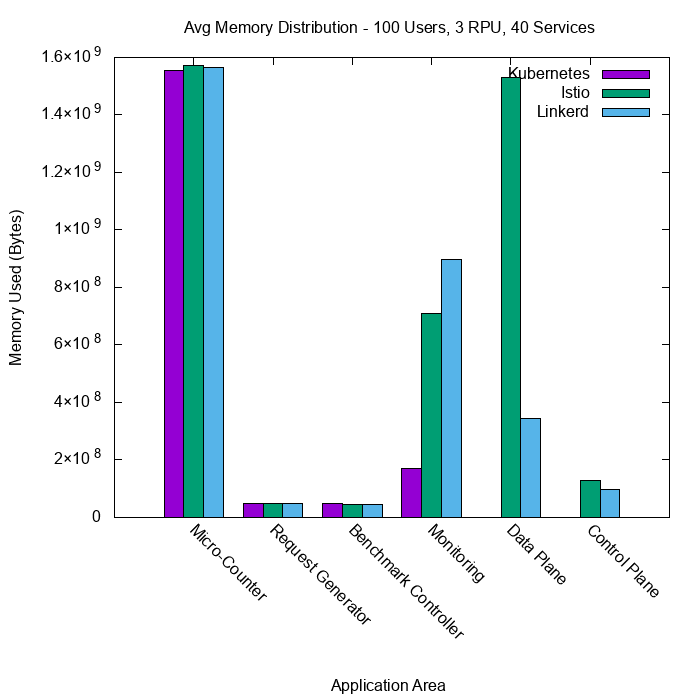 Avg Memory Distribution - 100 Users, 3 RPU, 40 Services
Memory Used (Bytes)
1.6×10^9
1.4×10^9
1.2×10^9
1×10^9
8×10^8
6×10^8
4×10^8
2×10^8
0
Kubernetes
Istio
Linkerd
Micro-Counter
Request Generator
Benchmark Controller
Monitoring
Data Plane
Control Plane
Application Area